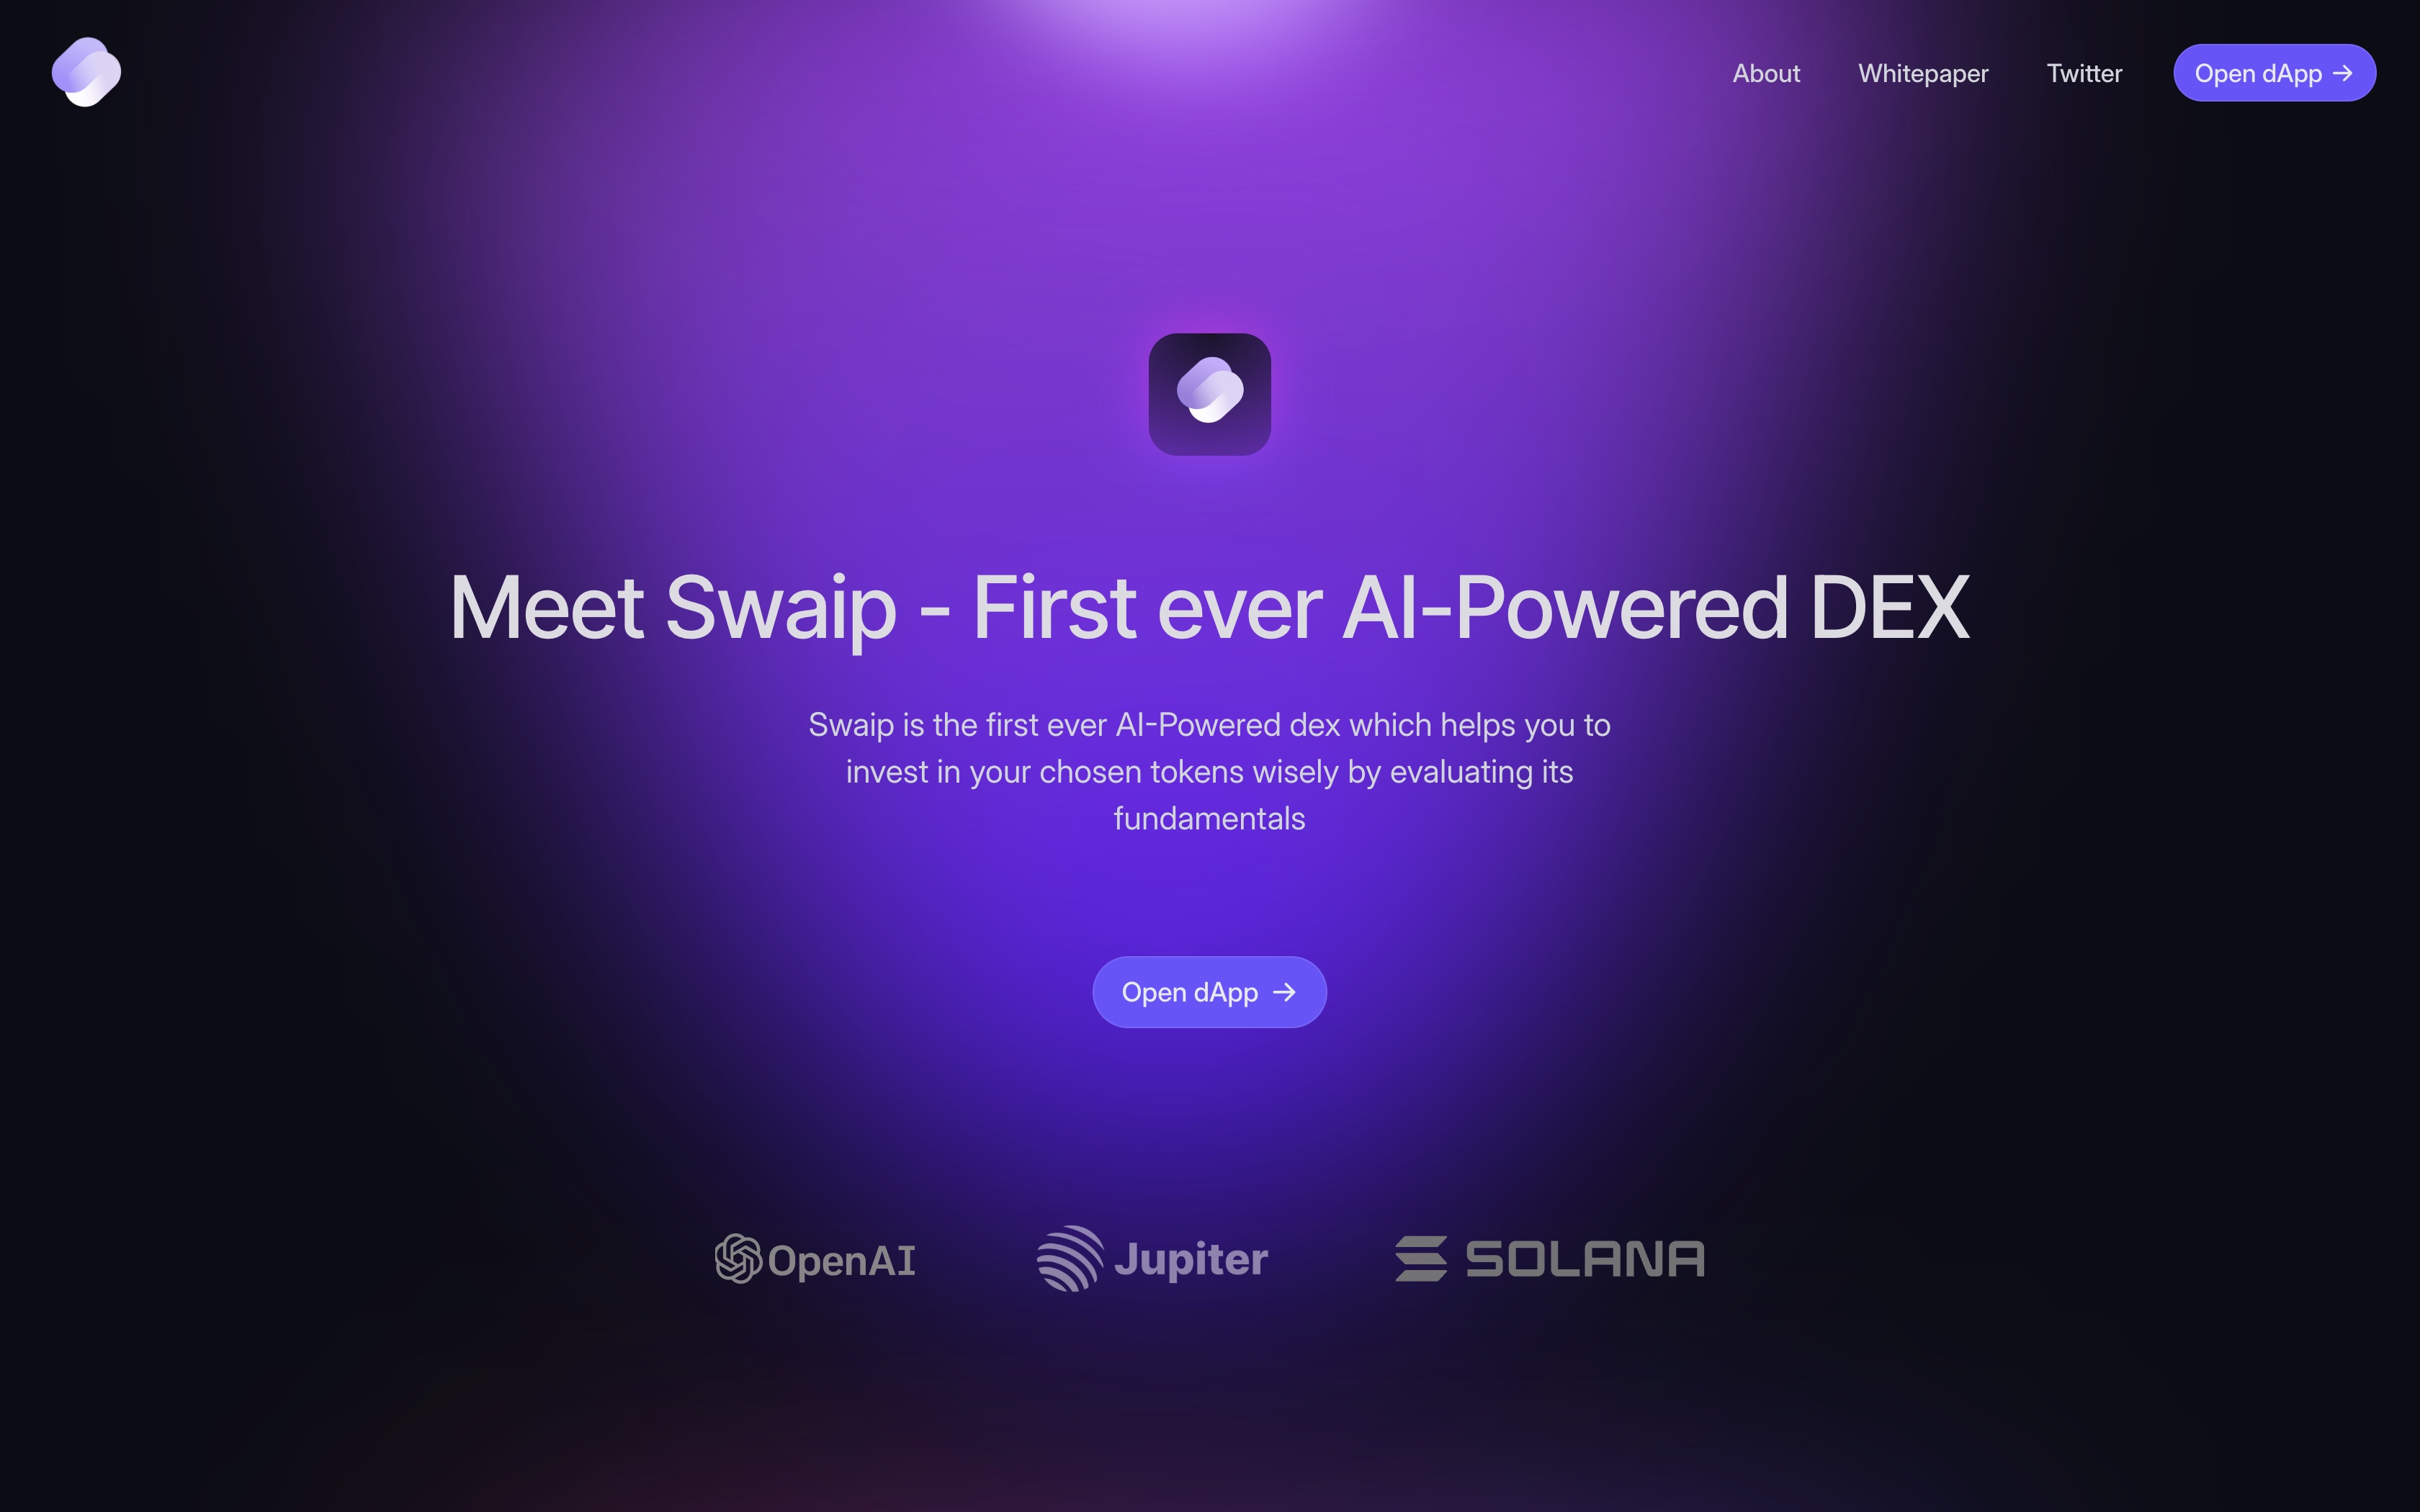 About
Whitepaper
Twitter
Open dApp
Meet Swaip - First ever AI-Powered DEX
Swaip is the first ever AI-Powered dex which helps you to
invest in your chosen tokens wisely by evaluating its
fundamentals
Open dApp
OpenAI
Jupiter
SOLANA